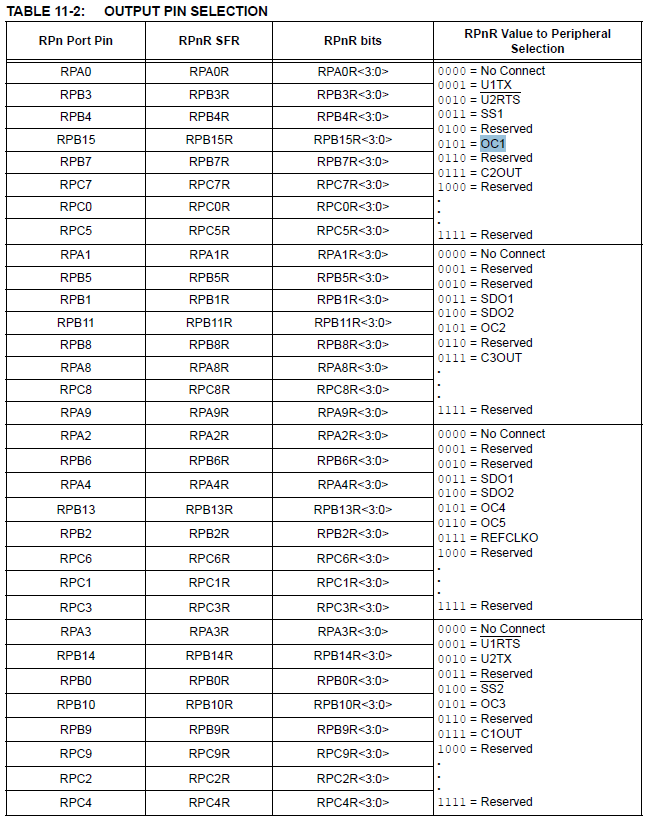 TABLE 11-2: OUTPUT PIN SELECTION
RPn Port Pin RPnR SFR RPnR bits RPnR Value to Peripheral Selection
RPA0 RPA0R RPA0R<3:0>
RPB3 RPB3R RPB3R<3:0>
RPB4 RPB4R RPB4R<3:0>
RPB15 RPB15R RPB15R<3:0>
RPB7 RPB7R RPB7R<3:0>
RPC7 RPC7R RPC7R<3:0>
RPC0 RPC0R RPC0R<3:0>
RPC5 RPC5R RPC5R<3:0>
0000 = No Connect
0001 = U1TX
0010 = U2RTS
0011 = SS1
0100 = Reserved
0101 = OC1
0110 = Reserved
0111 = C2OUT
1000 = Reserved
.
.
.
1111 = Reserved
RPA1 RPA1R RPA1R<3:0>
RPB5 RPB5R RPB5R<3:0>
RPB1 RPB1R RPB1R<3:0>
RPB11 RPB11R RPB11R<3:0>
RPB8 RPB8R RPB8R<3:0>
RPA8 RPA8R RPA8R<3:0>
RPC8 RPC8R RPC8R<3:0>
RPA9 RPA9R RPA9R<3:0>
0000 = No Connect
0001 = Reserved
0010 = Reserved
0011 = SDO1
0100 = SDO2
0101 = OC2
0110 = Reserved
0111 = C3OUT
.
.
.
1111 = Reserved
RPA2 RPA2R RPA2R<3:0>
RPB6 RPB6R RPB6R<3:0>
RPA4 RPA4R RPA4R<3:0>
RPB13 RPB13R RPB13R<3:0>
RPB2 RPB2R RPB2R<3:0>
RPC6 RPC6R RPC6R<3:0>
RPC1 RPC1R RPC1R<3:0>
RPC3 RPC3R RPC3R<3:0>
0000 = No Connect
0001 = Reserved
0010 = Reserved
0011 = SDO1
0100 = SDO2
0101 = OC4
0110 = OC5
0111 = REFCLKO
1000 = Reserved
.
.
.
1111 = Reserved
RPA3 RPA3R RPA3R<3:0>
RPB14 RPB14R RPB14R<3:0>
RPB0 RPB0R RPB0R<3:0>
RPB10 RPB10R RPB10R<3:0>
RPB9 RPB9R RPB9R<3:0>
RPC9 RPC9R RPC9R<3:0>
RPC2 RPC2R RPC2R<3:0>
RPC4 RPC4R RPC4R<3:0>
0000 = No Connect
0001 = U1RTS
0010 = U2TX
0011 = Reserved
0100 = SS2
0101 = OC3
0110 = Reserved
0111 = C1OUT
1000 = Reserved
.
.
.
1111 = Reserved